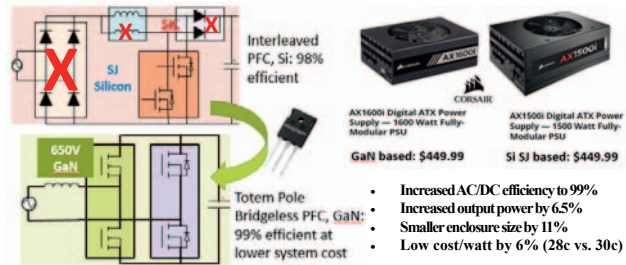 X
X
SiC
X
SJ
Silicon
Interleaved
PFC, Si: 98%
efficient
650V
GaN
Totem Pole
Bridgeless PFC, GaN:
99% efficient at
lower system cost
AX1600i
CORSAIR
AX1500i
AX1600i Digital ATX Power
Supply — 1600 Watt Fully-
Modular PSU
GaN based: $449.99
AX1500i Digital ATX Power
Supply — 1500 Watt Fully-
Modular PSU
Si SJ based: $449.99
• Increased AC/DC efficiency to 99%
• Increased output power by 6.5%
• Smaller enclosure size by 11%
• Low cost/watt by 6% (28c vs. 30c)